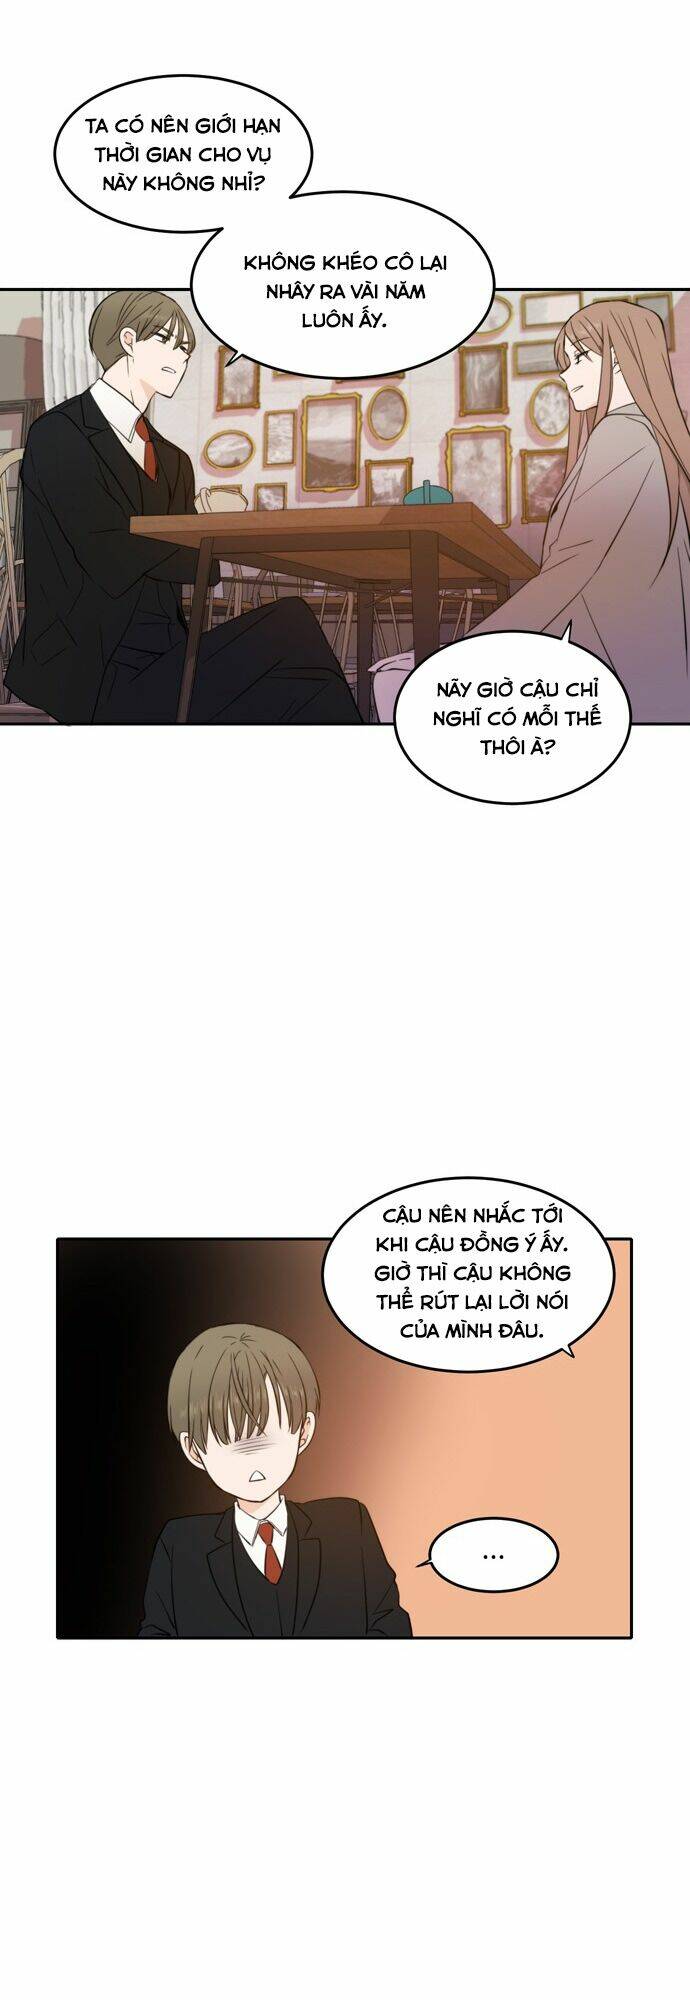 TA CÓ NÊN GIỚI HẠN
THỜI GIAN CHO VỤ
NÀY KHÔNG NHỈ?
KHÔNG KHÉO CÔ LẠI
NHÂY RA VÀI NĂM
LUÔN ẤY.
NÃY GIỜ CẬU CHỈ
NGHĨ CÓ MỖI THẾ
THÔI À?
CẬU NÊN NHẮC TỚI
KHI CẬU ĐỒNG Ý ẤY.
GIỜ THÌ CẬU KHÔNG
THỂ RÚT LẠI LỜI NÓI
CỦA MÌNH ĐÂU.
...